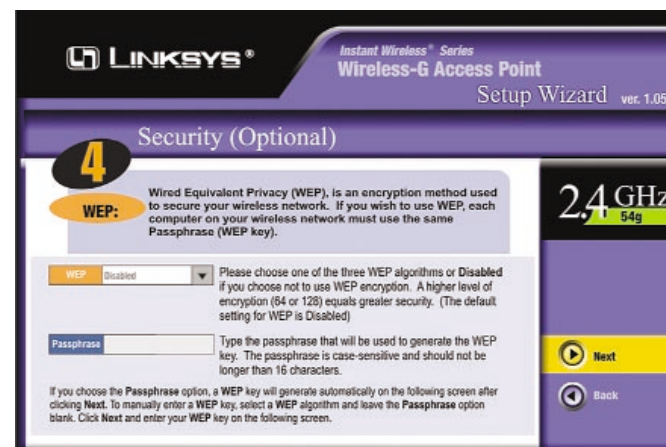 LINKSYS®
Instant Wireless® Series
Wireless-G Access Point
Setup Wizard ver. 1.05
Security (Optional)
4
WEP:
Wired Equivalent Privacy (WEP), is an encryption method used
to secure your wireless network. If you wish to use WEP, each
computer on your wireless network must use the same
Passphrase (WEP key).
2.4 GHz
54g
WEP Disabled
Please choose one of the three WEP algorithms or Disabled
if you choose not to use WEP encryption. A higher level of
encryption (64 or 128) equals greater security. (The default
setting for WEP is Disabled)
Passphrase
Type the passphrase that will be used to generate the WEP
key. The passphrase is case-sensitive and should not be
longer than 16 characters.
Next
If you choose the Passphrase option, a WEP key will generate automatically on the following screen after
clicking Next. To manually enter a WEP key, select a WEP algorithm and leave the Passphrase option
blank. Click Next and enter your WEP key on the following screen.
Back